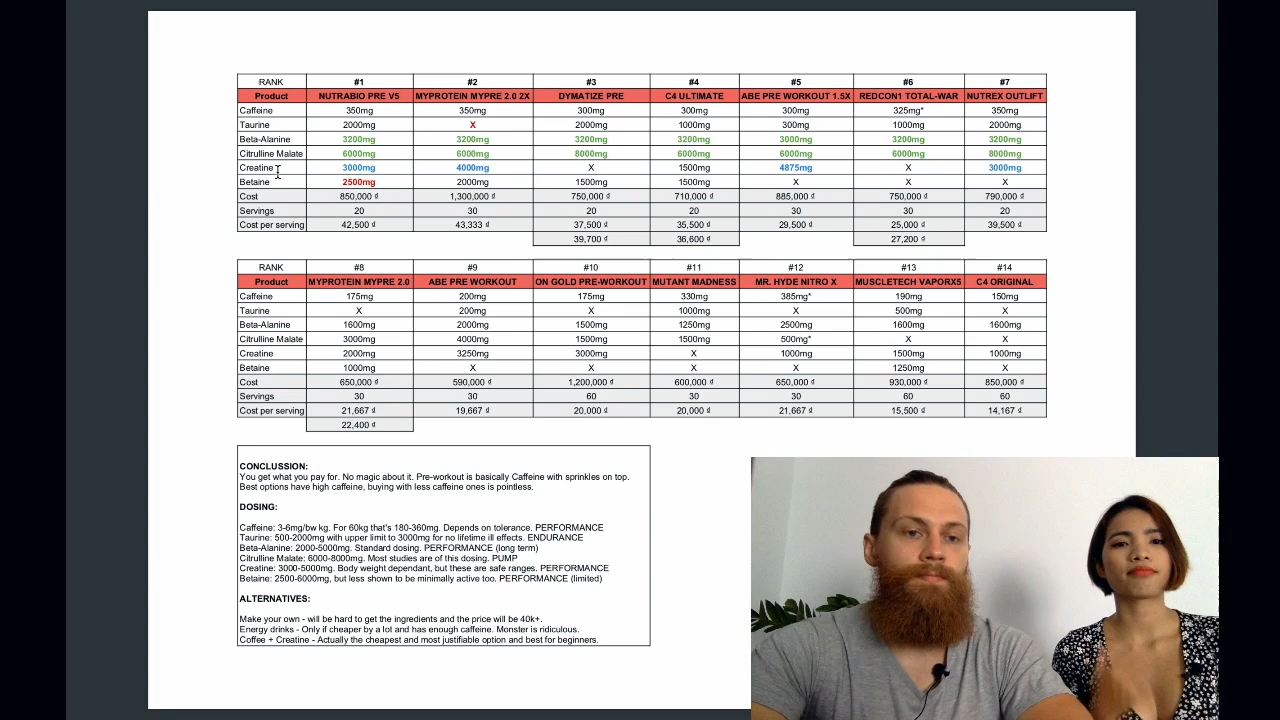 RANK #1 #2 #3 #4 #5 #6 #7
Product NUTRABIO PRE V5 MYPROTEIN MYPRE 2.0 2X DYMATIZE PRE C4 ULTIMATE ABE PRE WORKOUT 1.5X REDCON1 TOTAL-WAR NUTREX OUTLIFT
Caffeine 350mg 350mg 300mg 300mg 300mg 325mg* 350mg
Taurine 2000mg X 2000mg 1000mg 300mg 1000mg 2000mg
Beta-Alanine 3200mg 3200mg 3200mg 3200mg 3000mg 3200mg 3200mg
Citrulline Malate 6000mg 6000mg 8000mg 6000mg 6000mg 6000mg 8000mg
Creatine 3000mg 4000mg X 1500mg 4875mg X 3000mg
Betaine 2500mg 2000mg 1500mg 1500mg X X X
Cost 850,000 ₫ 1,300,000 ₫ 750,000 ₫ 710,000 ₫ 885,000 ₫ 750,000 ₫ 790,000 ₫
Servings 20 30 20 20 30 30 20
Cost per serving 42,500 ₫ 43,333 ₫ 37,500 ₫ 35,500 ₫ 29,500 ₫ 25,000 ₫ 39,500 ₫
39,700 ₫ 36,600 ₫ 27,200 ₫
RANK #8 #9 #10 #11 #12 #13 #14
Product MYPROTEIN MYPRE 2.0 ABE PRE WORKOUT ON GOLD PRE-WORKOUT MUTANT MADNESS MR. HYDE NITRO X MUSCLETECH VAPORX5 C4 ORIGINAL
Caffeine 175mg 200mg 175mg 330mg 385mg* 190mg 150mg
Taurine X 200mg X 1000mg X 500mg X
Beta-Alanine 1600mg 2000mg 1500mg 1250mg 2500mg 1600mg 1600mg
Citrulline Malate 3000mg 4000mg 1500mg 1500mg 500mg* X X
Creatine 2000mg 3250mg 3000mg X 1000mg 1500mg 1000mg
Betaine 1000mg X X X X 1250mg X
Cost 650,000 ₫ 590,000 ₫ 1,200,000 ₫ 600,000 ₫ 650,000 ₫ 930,000 ₫ 850,000 ₫
Servings 30 30 60 30 30 60 60
Cost per serving 21,667 ₫ 19,667 ₫ 20,000 ₫ 20,000 ₫ 21,667 ₫ 15,500 ₫ 14,167 ₫
22,400 ₫
CONCLUSSION:
You get what you pay for. No magic about it. Pre-workout is basically Caffeine with sprinkles on top.
Best options have high caffeine, buying with less caffeine ones is pointless.
DOSING:
Caffeine: 3-6mg/bw kg. For 60kg that's 180-360mg. Depends on tolerance. PERFORMANCE
Taurine: 500-2000mg with upper limit to 3000mg for no lifetime ill effects. ENDURANCE
Beta-Alanine: 2000-5000mg. Standard dosing. PERFORMANCE (long term)
Citrulline Malate: 6000-8000mg. Most studies are of this dosing. PUMP
Creatine: 3000-5000mg. Body weight dependant, but these are safe ranges. PERFORMANCE
Betaine: 2500-6000mg, but less shown to be minimally active too. PERFORMANCE (limited)
ALTERNATIVES:
Make your own - will be hard to get the ingredients and the price will be 40k+.
Energy drinks - Only if cheaper by a lot and has enough caffeine. Monster is ridiculous.
Coffee + Creatine - Actually the cheapest and most justifiable option and best for beginners.